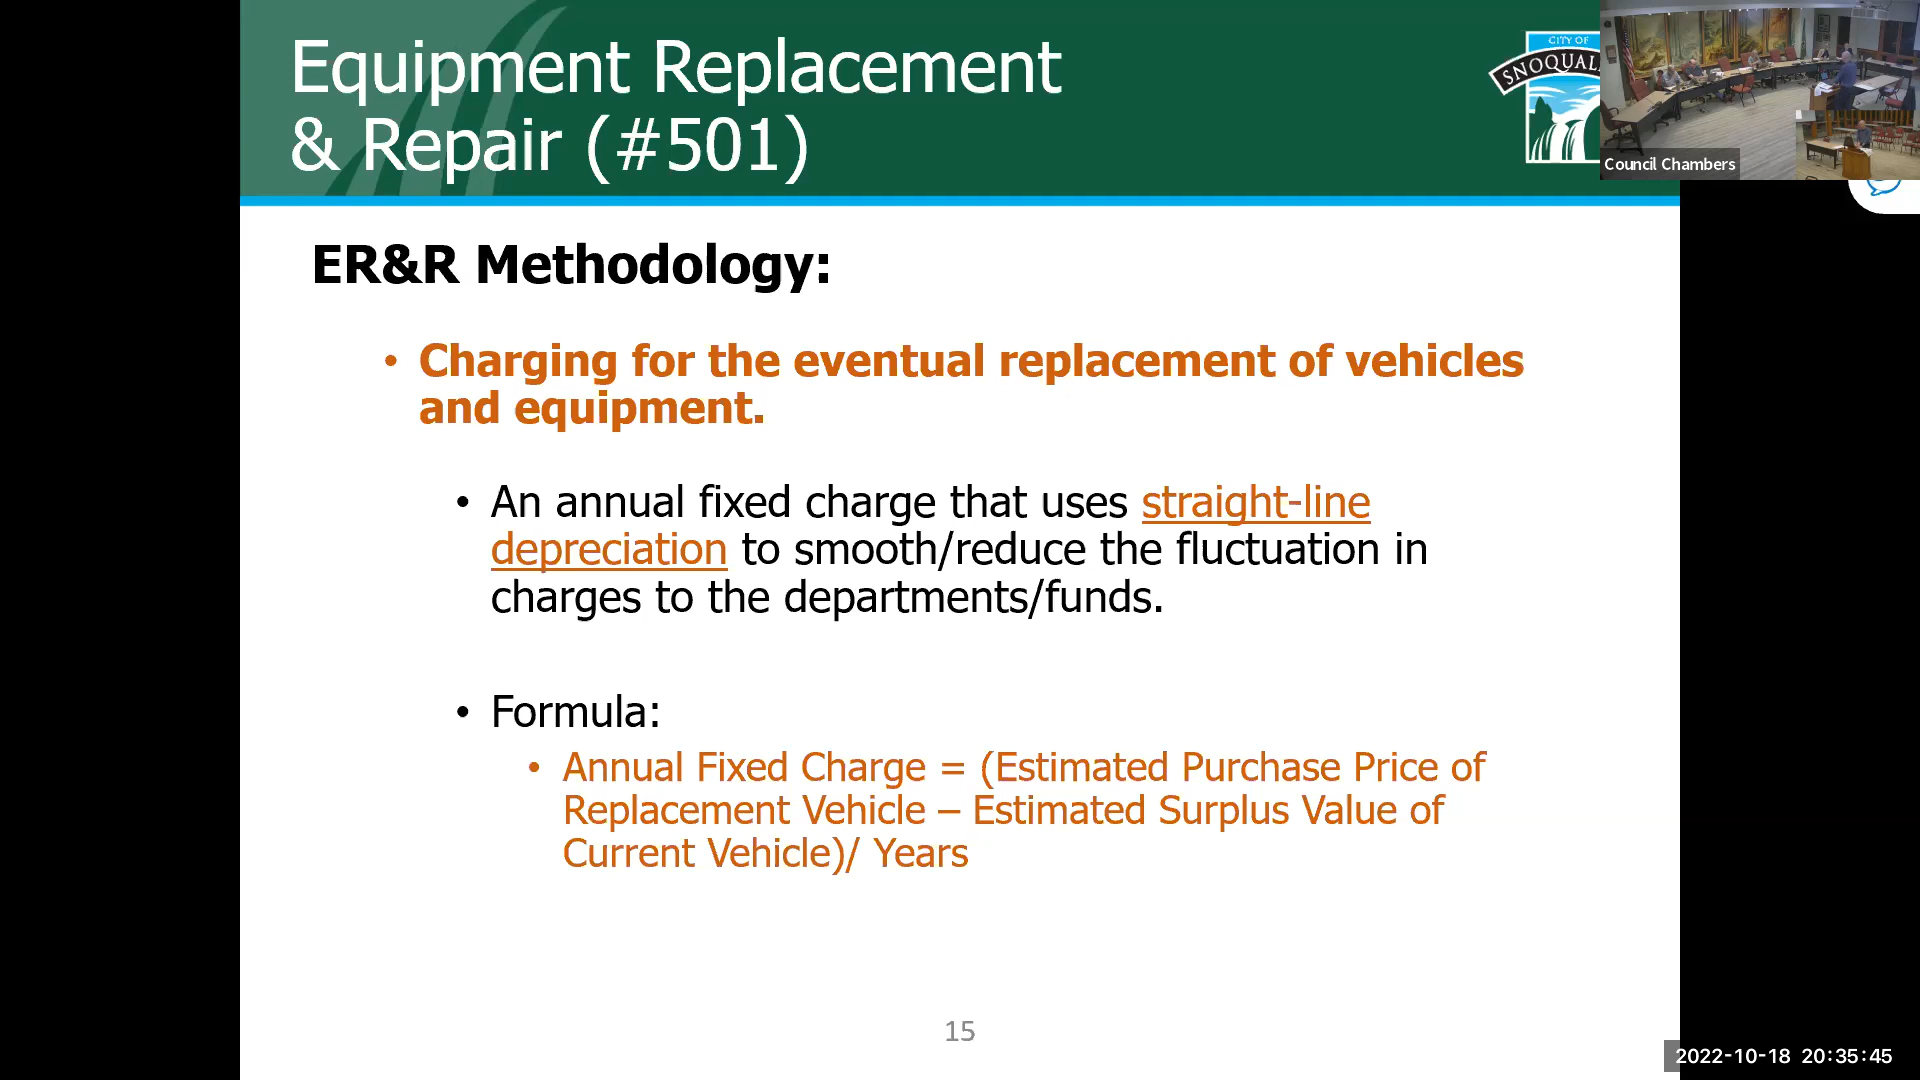 Equipment Replacement
& Repair (#501)
CITY OF
Council Chambers
ER&R Methodology:
• Charging for the eventual replacement of vehicles
and equipment.
• An annual fixed charge that uses straight-line
depreciation to smooth/reduce the fluctuation in
charges to the departments/funds.
• Formula:
• Annual Fixed Charge = (Estimated Purchase Price of
Replacement Vehicle – Estimated Surplus Value of
Current Vehicle)/ Years
15
2022-10-18 20:35:45